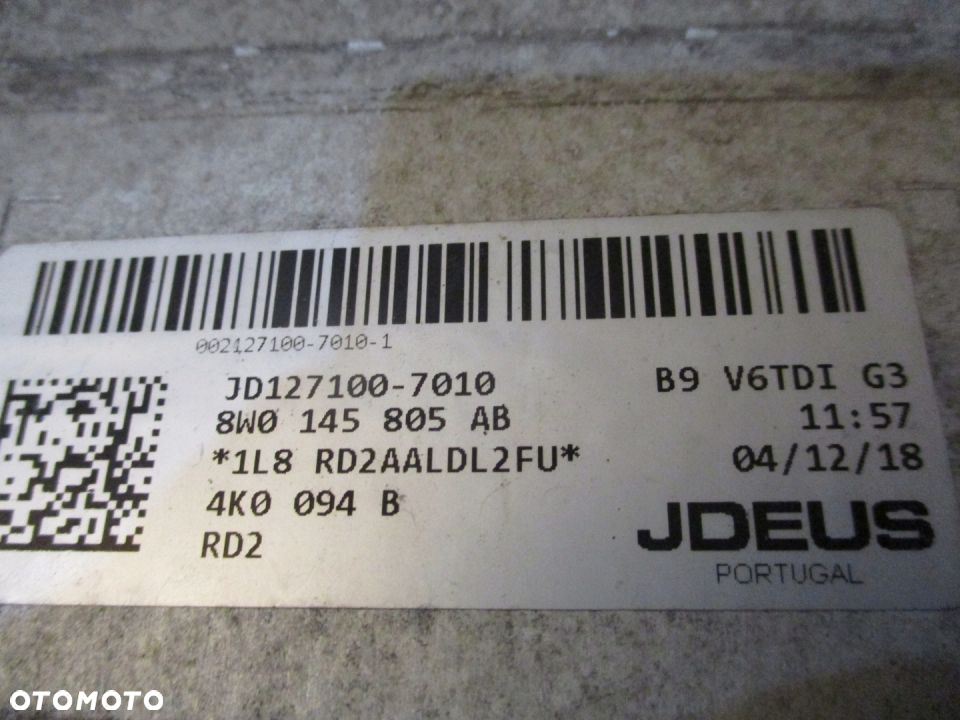 002127100-7010-1
JD127100-7010 B9 V6TDI G3
8W0 145 805 AB 11:57
*1L8 RD2AALDL2FU* 04/12/18
4K0 094 B
RD2
JDEUS
PORTUGAL
OTOMOTO